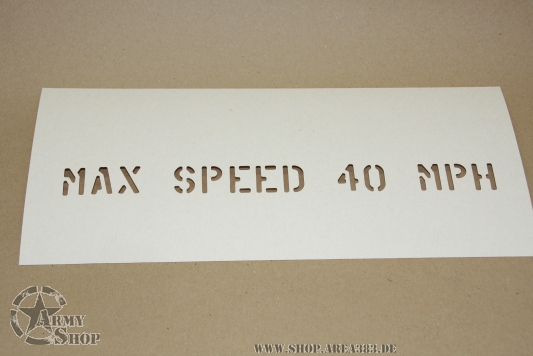 MAX SPEED 40 MPH
ARMY
SHOP
WWW.SHOP.AREA383.DE